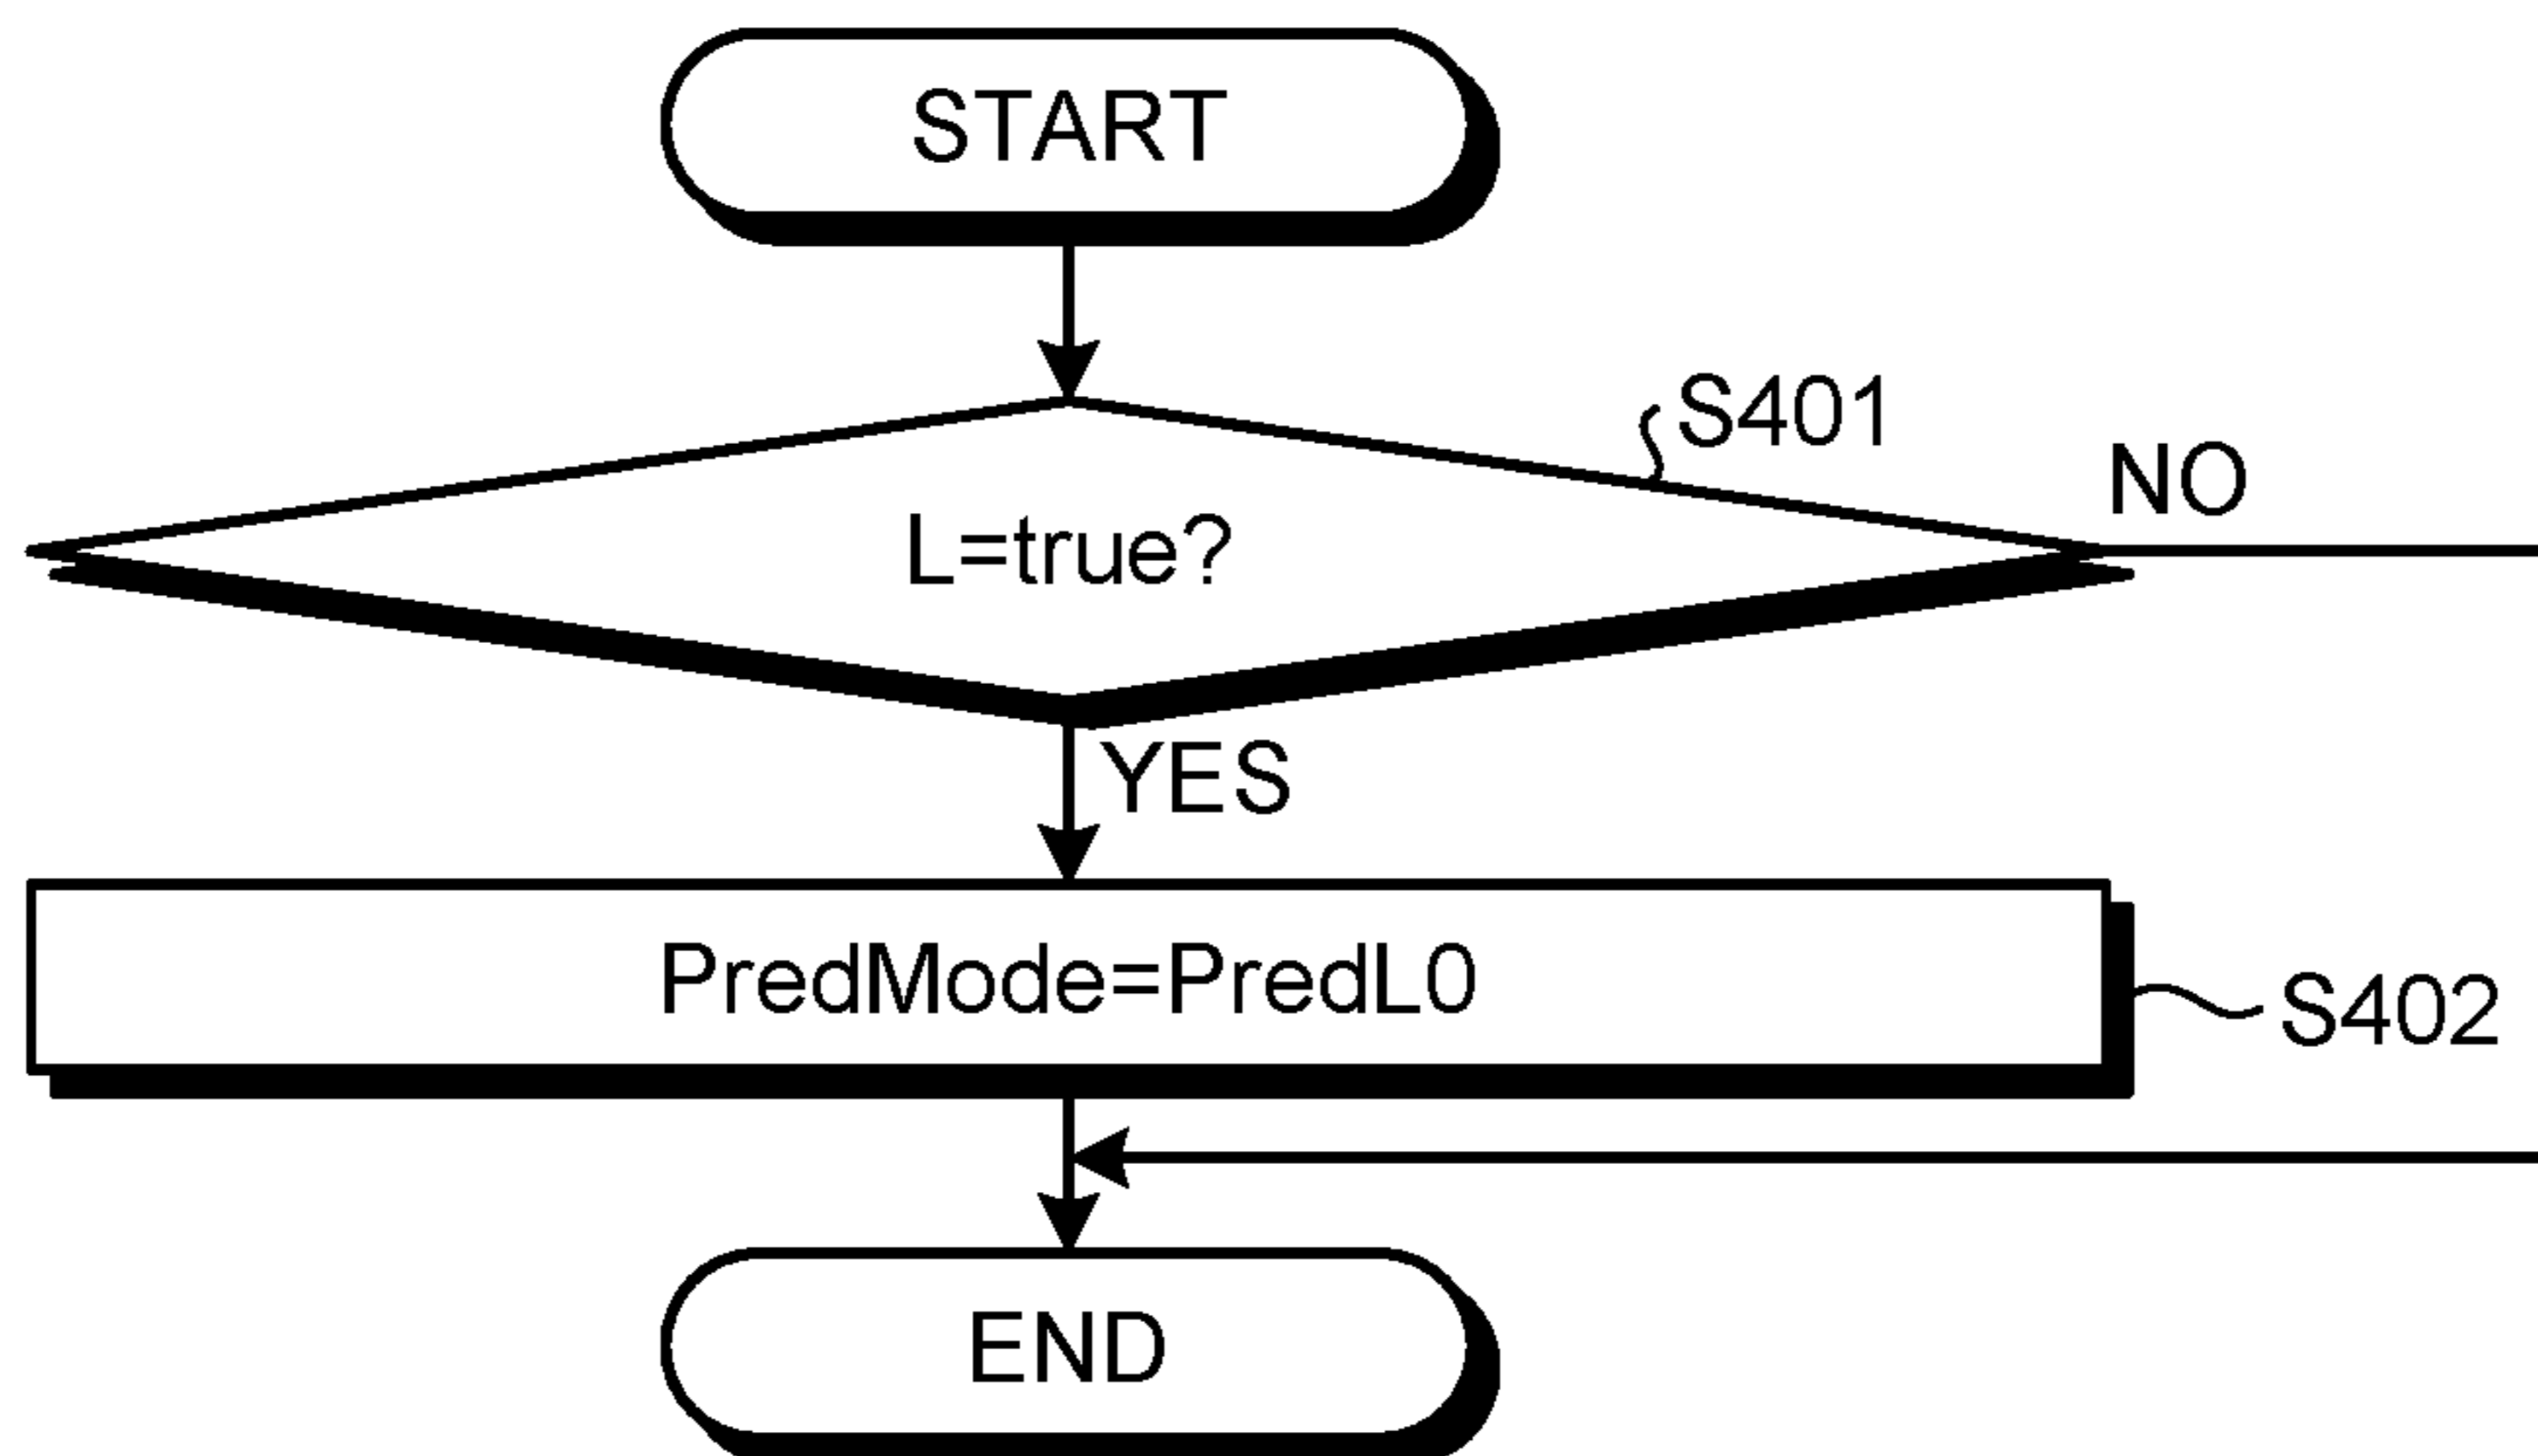 START
S401
NO
L=true?
YES
PredMode=PredL0
S402
END